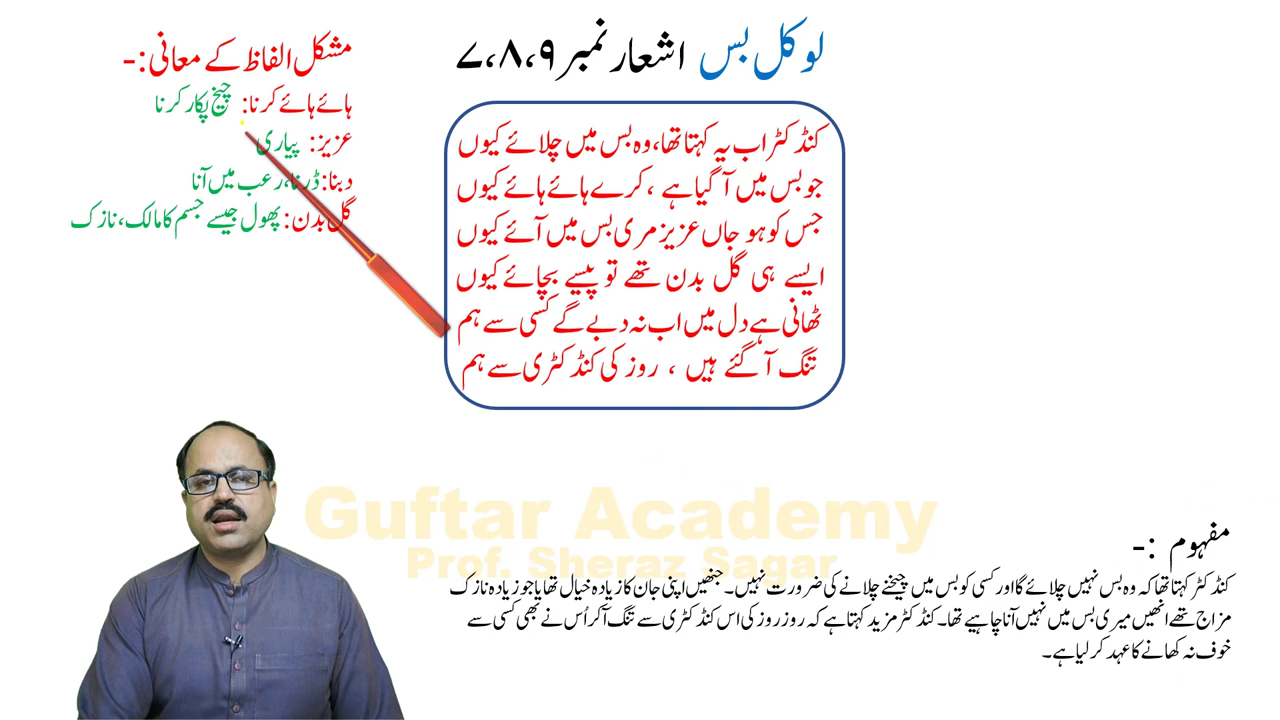 لوکل بس اشعار نمبر ۷،۸،۹
کنڈکٹر اب یہ کہتا تھا، وہ بس میں چلائے کیوں
جو بس میں آ گیا ہے ، کرے ہائے ہائے کیوں
جس کو ہو جاں عزیز مری بس میں آئے کیوں
ایسے ہی گل بدن تھے تو پیسے بچائے کیوں
ٹھانی ہے دل میں اب نہ دبے گے کسی سے ہم
تنگ آ گئے ہیں ، روز کی کنڈکٹری سے ہم
مشکل الفاظ کے معانی :-
ہائے ہائے کرنا: چیخ پکار کرنا
عزیز: پیاری
دبنا: ڈرنا، رعب میں آنا
گل بدن: پھول جیسے جسم کا مالک، نازک
Guftar Academy
Prof. Sheraz Sagar
مفہوم :-
کنڈکٹر کہتا تھا کہ وہ بس نہیں چلائے گا اور کسی کو بس میں چیخنے چلانے کی ضرورت نہیں۔ جنھیں اپنی جان کا زیادہ خیال تھا یا جو زیادہ نازک
مزاج تھے انھیں میری بس میں نہیں آنا چاہیے تھا۔ کنڈکٹر مزید کہتا ہے کہ روز روز کی اس کنڈکٹری سے تنگ آ کر اُس نے بھی کسی سے
خوف نہ کھانے کا عہد کر لیا ہے۔